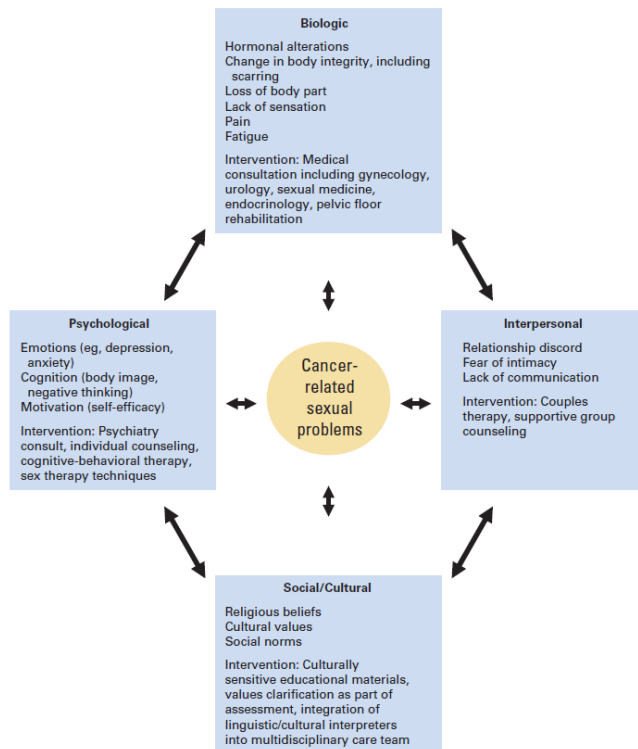 Biologic
Hormonal alterations
Change in body integrity, including
scarring
Loss of body part
Lack of sensation
Pain
Fatigue
Intervention: Medical
consultation including gynecology,
urology, sexual medicine,
endocrinology, pelvic floor
rehabilitation
Psychological
Emotions (eg, depression,
anxiety)
Cognition (body image,
negative thinking)
Motivation (self-efficacy)
Intervention: Psychiatry
consult, individual counseling,
cognitive-behavioral therapy,
sex therapy techniques
Cancer-
related
sexual
problems
Interpersonal
Relationship discord
Fear of intimacy
Lack of communication
Intervention: Couples
therapy, supportive group
counseling
Social/Cultural
Religious beliefs
Cultural values
Social norms
Intervention: Culturally
sensitive educational materials,
values clarification as part of
assessment, integration of
linguistic/cultural interpreters
into multidisciplinary care team